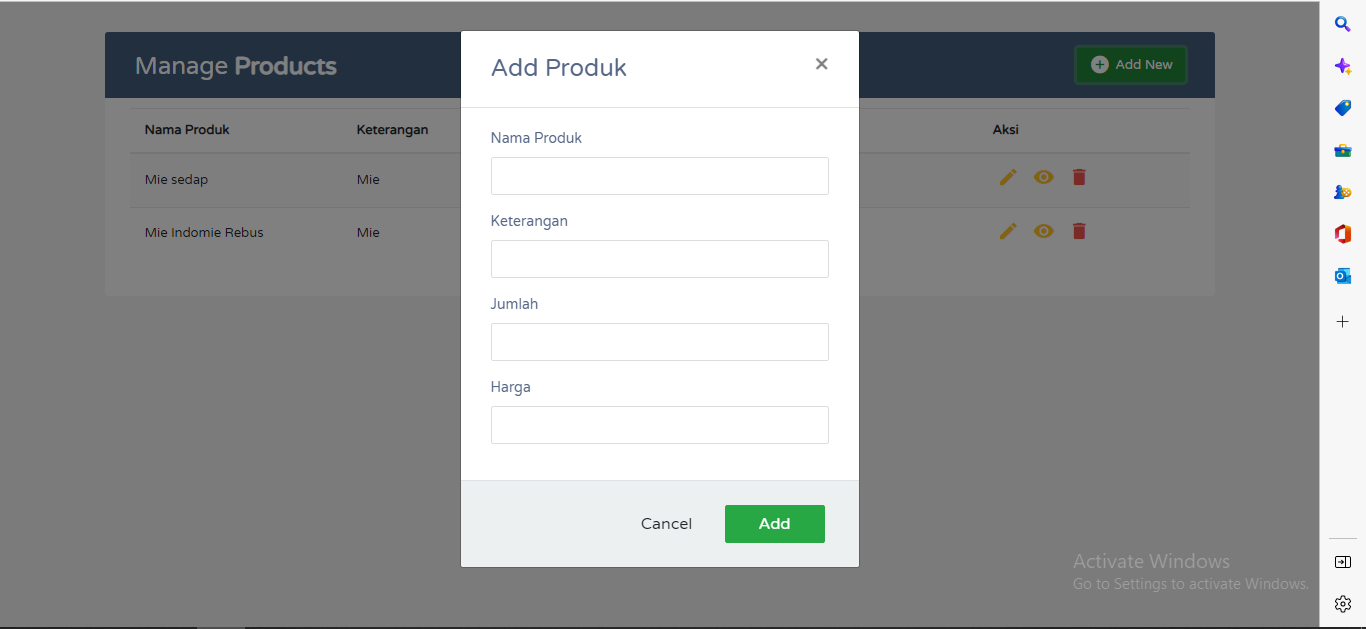 Manage Products
Add New
Nama Produk
Keterangan
Aksi
Mie sedap
Mie
Mie Indomie Rebus
Mie
Add Produk
×
Nama Produk
Keterangan
Jumlah
Harga
Cancel
Add
Activate Windows
Go to Settings to activate Windows.